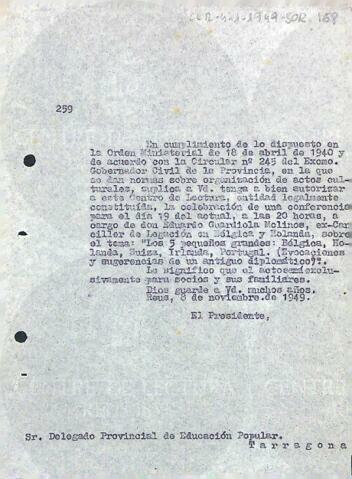 CLR-4-1-1949-SOR. 168
259
En cumplimiento de lo dispuesto en
la Orden Ministerial de 18 de abril de 1940 y
de acuerdo con la Circular nº 245 del Excmo.
Gobernador Civil de la Provincia, en la que
se dan normas sobre organización de actos cul-
turales, suplica a Vd. tenga a bien autorizar
a este Centro de Lectura, entidad legalmente
constituída, la celebración de una conferencia
para el día 19 del actual, a las 20 horas, a
cargo de don Eduardo Guardiola Molinos, ex-Can-
ciller de Legación en Bélgica y Holanda, sobre
el tema: "Los 5 pequeños grandes: Bélgica, Ho-
landa, Suiza, Irlanda, Portugal. (Evocaciones
y sugerencias de un antiguo diplomático)".
Le significo que el acto es exclu-
sivamente para socios y sus familiares.
Dios guarde a Vd. muchos años.
Reus, 8 de noviembre de 1949.
El Presidente,
Sr. Delegado Provincial de Educación Popular.
Tarragona